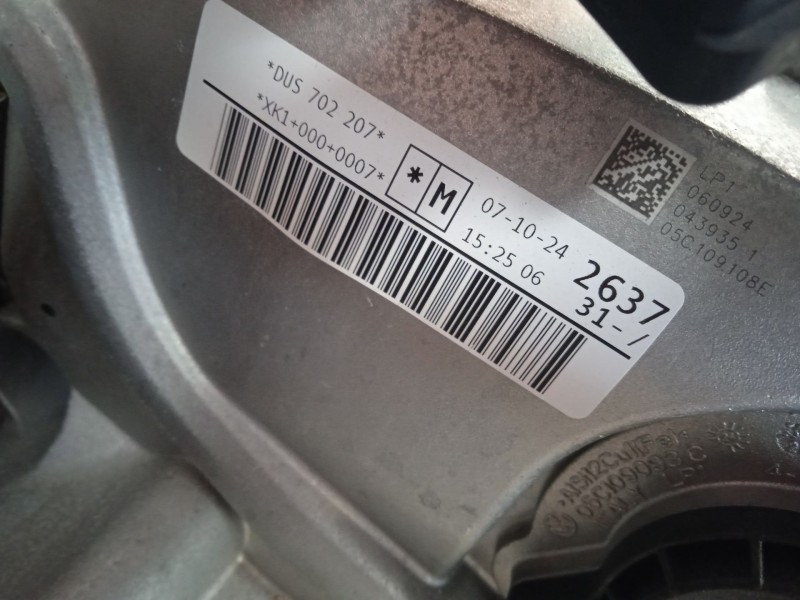 *DUS 702 207*
*XK1+000+0007*
*M
07-10-24
15:25 06
2637
31-/
LP1
060924
043935 1
05C109108E